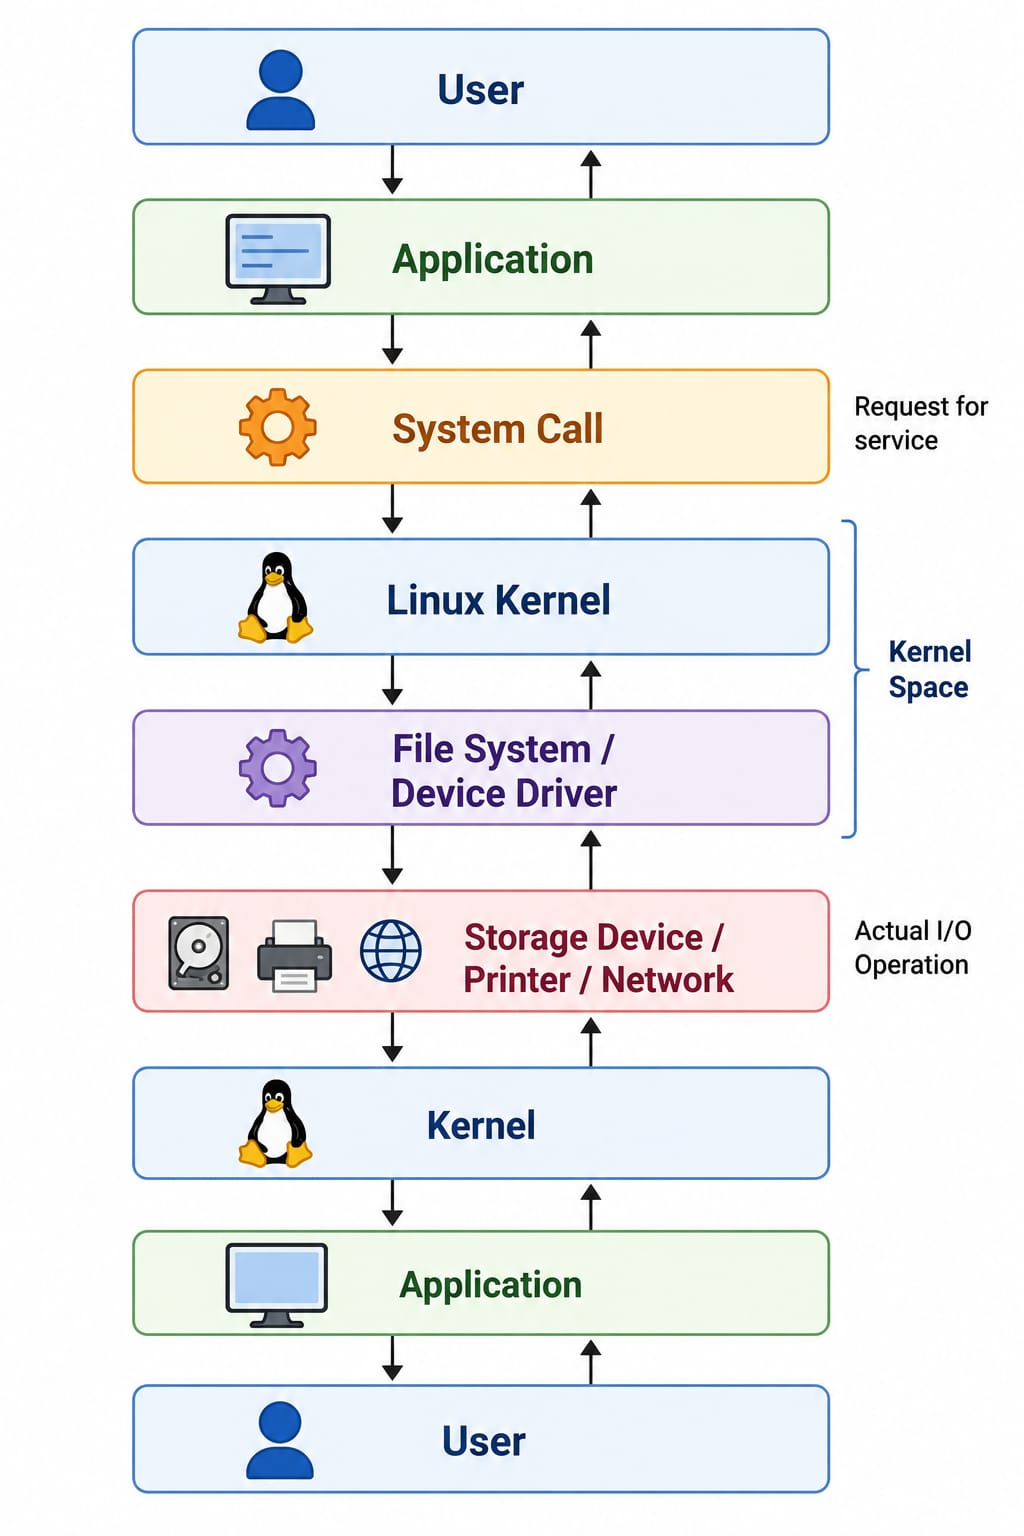 User
Application
System Call
Request for
service
Linux Kernel
Kernel
Space
File System /
Device Driver
Storage Device /
Printer / Network
Actual I/O
Operation
Kernel
Application
User